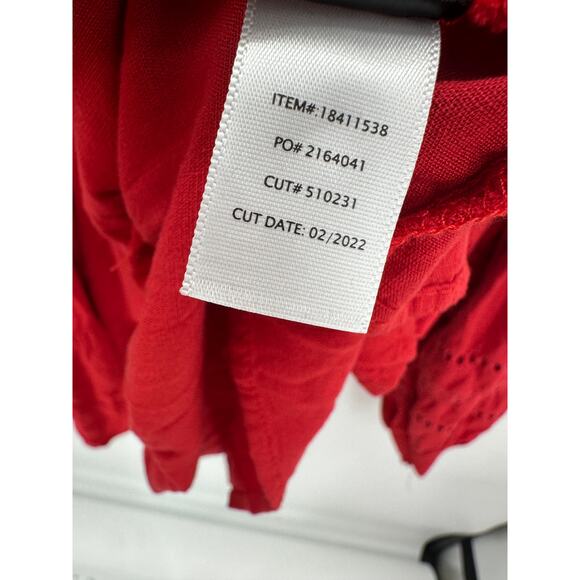 ITEM#:18411538
PO# 2164041
CUT# 510231
CUT DATE: 02/2022